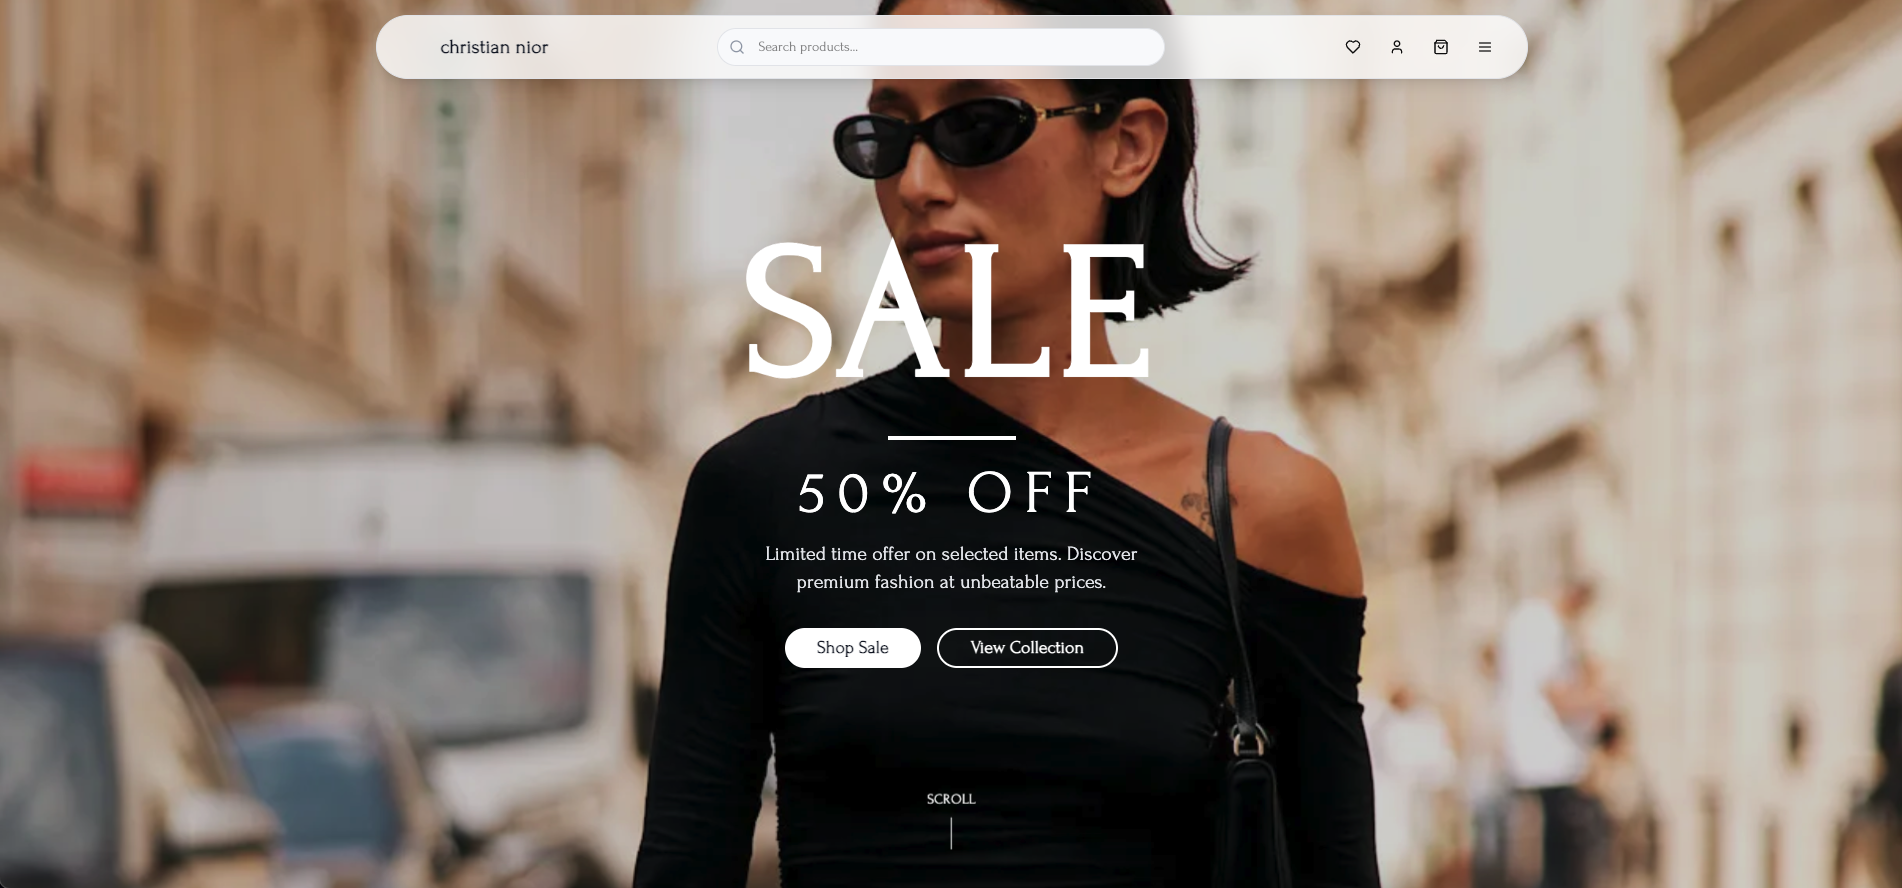 christian nior
Search products...
SALE
50% OFF
Limited time offer on selected items. Discover
premium fashion at unbeatable prices.
Shop Sale
View Collection
SCROLL